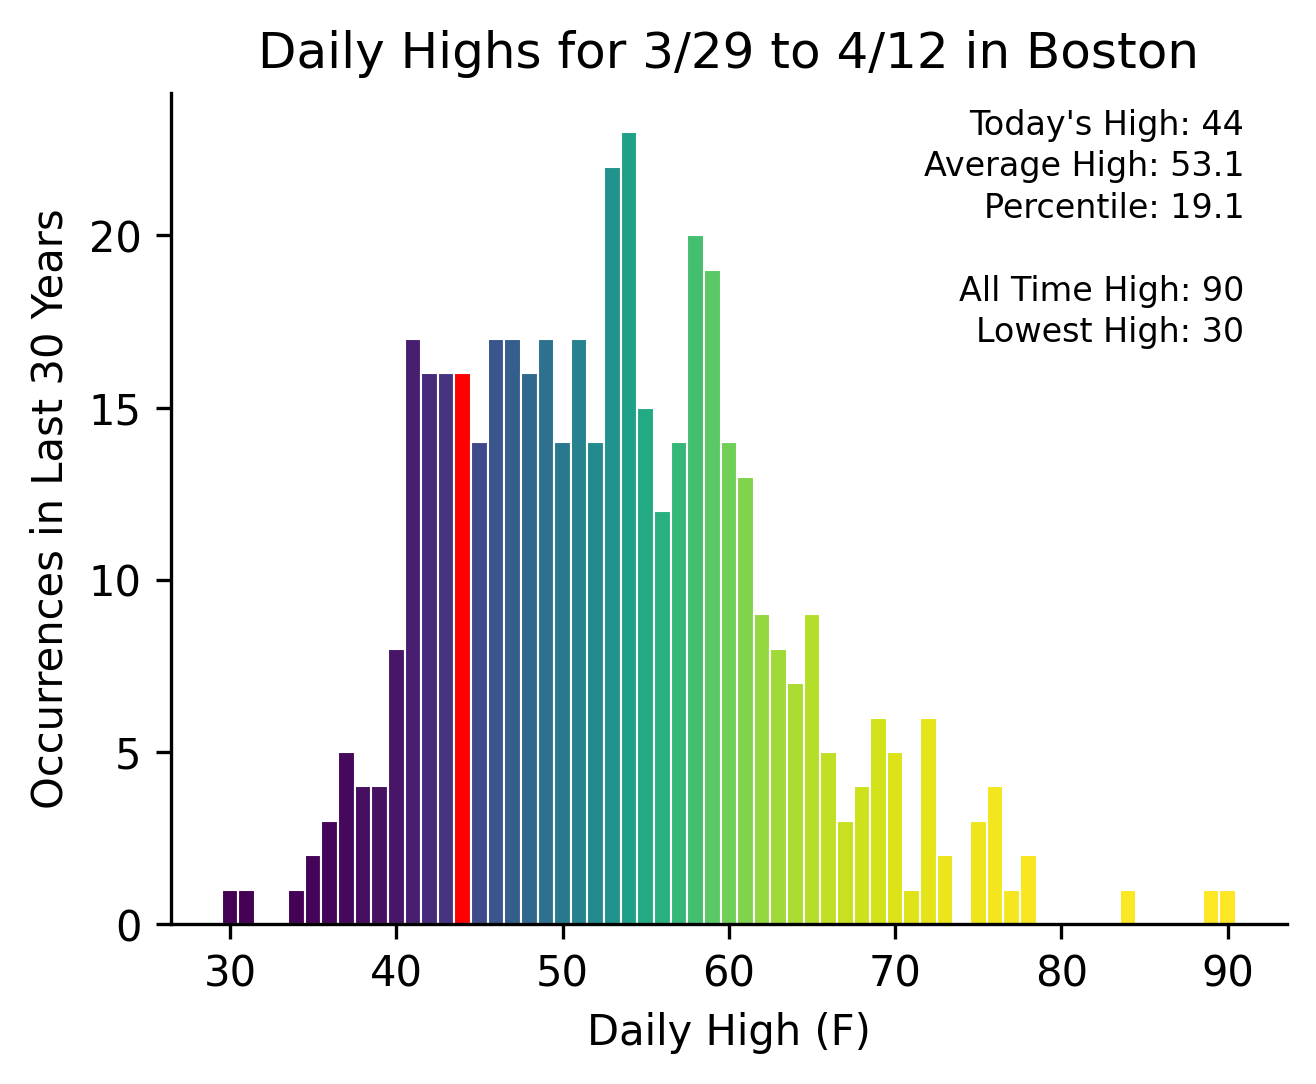 Daily Highs for 3/29 to 4/12 in Boston
Today's High: 44
Average High: 53.1
Percentile: 19.1
All Time High: 90
Lowest High: 30
Occurrences in Last 30 Years
20
15
10
5
0
30 40 50 60 70 80 90
Daily High (F)